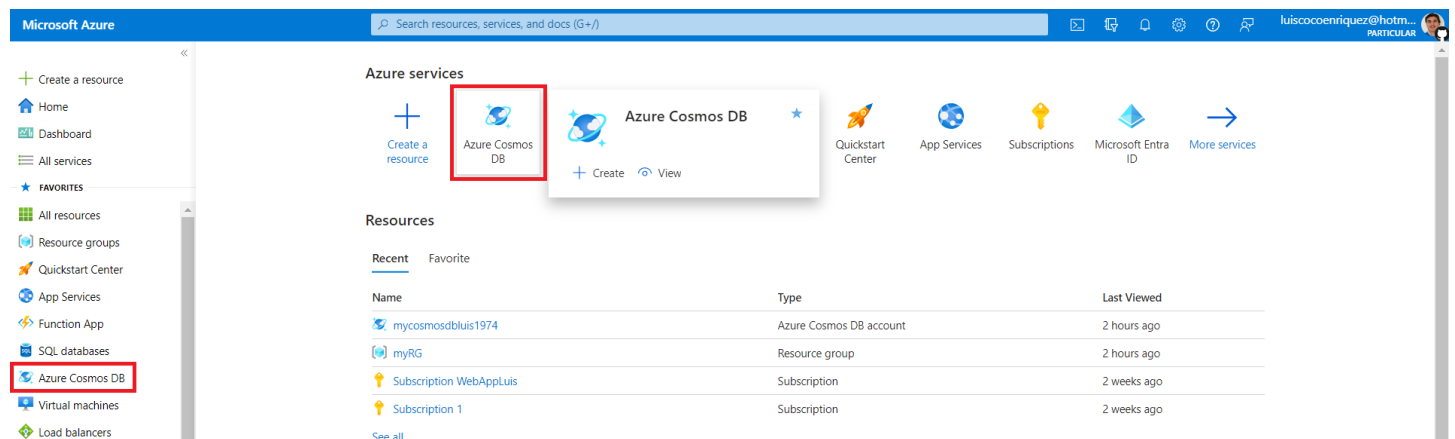 Microsoft Azure
Search resources, services, and docs (G+/)
luiscocoenriquez@hotm...
PARTICULAR
«
Create a resource
Home
Dashboard
All services
FAVORITES
All resources
Resource groups
Quickstart Center
App Services
Function App
SQL databases
Azure Cosmos DB
Virtual machines
Load balancers
Azure services
Create a
resource
Azure Cosmos
DB
Azure Cosmos DB
Create
View
Quickstart
Center
App Services
Subscriptions
Microsoft Entra
ID
More services
Resources
Recent Favorite
Name Type Last Viewed
mycosmosdbluis1974 Azure Cosmos DB account 2 hours ago
myRG Resource group 2 hours ago
Subscription WebAppLuis Subscription 2 weeks ago
Subscription 1 Subscription 2 weeks ago
See all